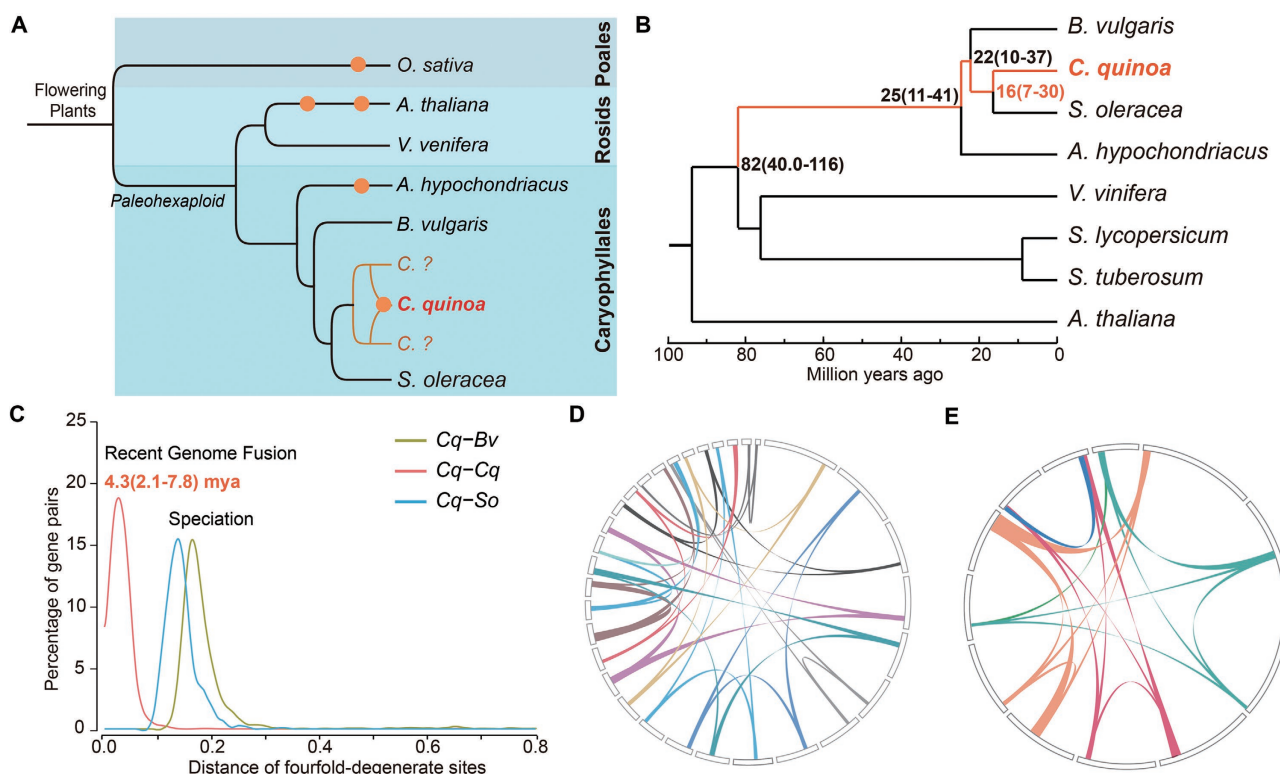 A
Flowering
Plants
Paleohexaploid
O. sativa
A. thaliana
V. venifera
A. hypochondriacus
B. vulgaris
C. ?
C. quinoa
C. ?
S. oleracea
Poales
Rosids
Caryophyllales
B
B. vulgaris
22(10-37)
C. quinoa
16(7-30)
25(11-41)
S. oleracea
A. hypochondriacus
82(40.0-116)
V. vinifera
S. lycopersicum
S. tuberosum
A. thaliana
100 80 60 40 20 0
Million years ago
C
Percentage of gene pairs
25
20
15
10
5
0
Recent Genome Fusion
4.3(2.1-7.8) mya
Speciation
Cq−Bv
Cq−Cq
Cq−So
0.0 0.2 0.4 0.6 0.8
Distance of fourfold-degenerate sites
D
E